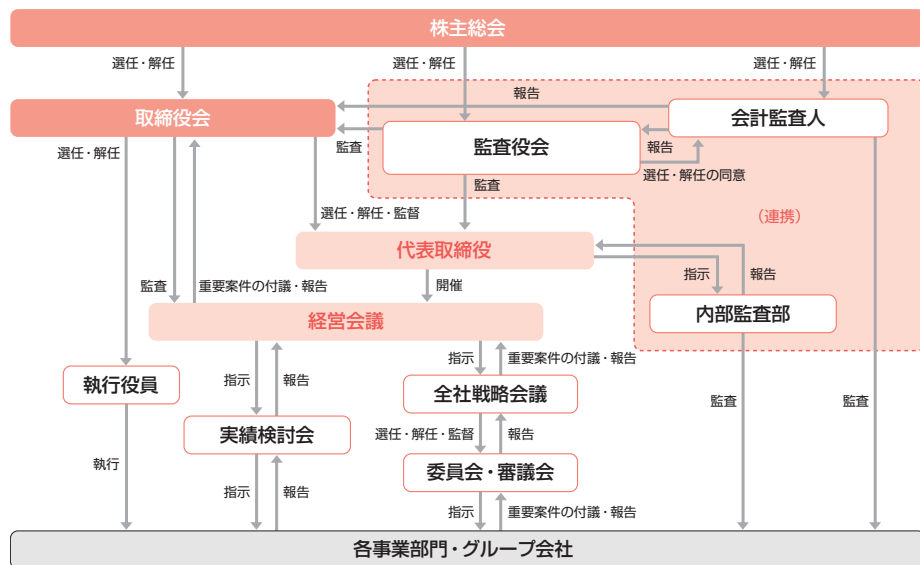 株主総会
選任・解任
選任・解任
選任・解任
報告
取締役会
会計監査人
監査
監査役会
報告
選任・解任
選任・解任の同意
監査
選任・解任・監督
（連携）
代表取締役
指示
報告
監査
重要案件の付議・報告
開催
経営会議
内部監査部
指示
報告
指示
重要案件の付議・報告
執行役員
全社戦略会議
監査
監査
実績検討会
選任・解任・監督
報告
執行
委員会・審議会
指示
報告
指示
重要案件の付議・報告
各事業部門・グループ会社